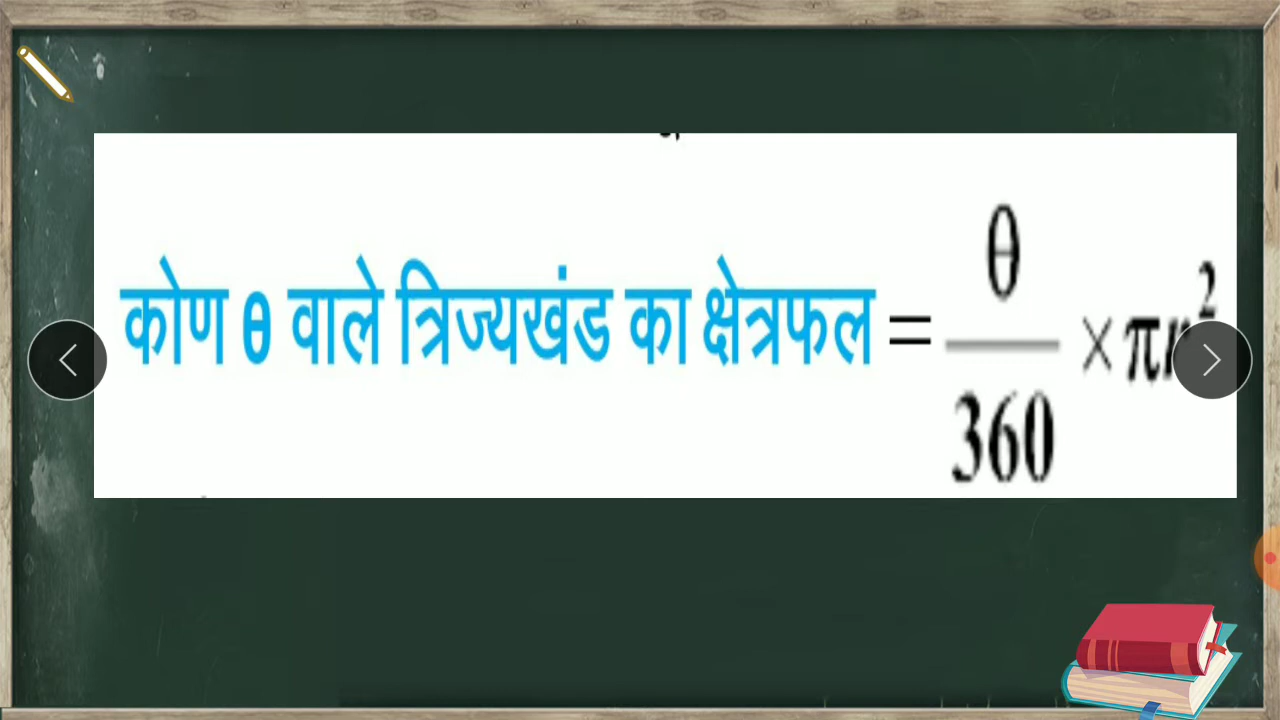 कोण θ वाले त्रिज्यखंड का क्षेत्रफल = θ/360 × πr²